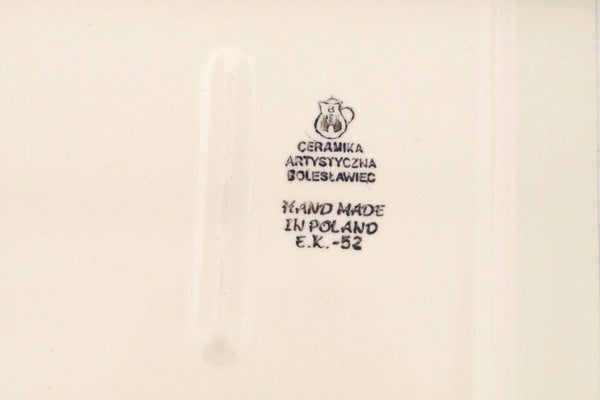 CERAMIKA
ARTYSTYCZNA
BOLESŁAWIEC
HAND MADE
IN POLAND
E.K.-52